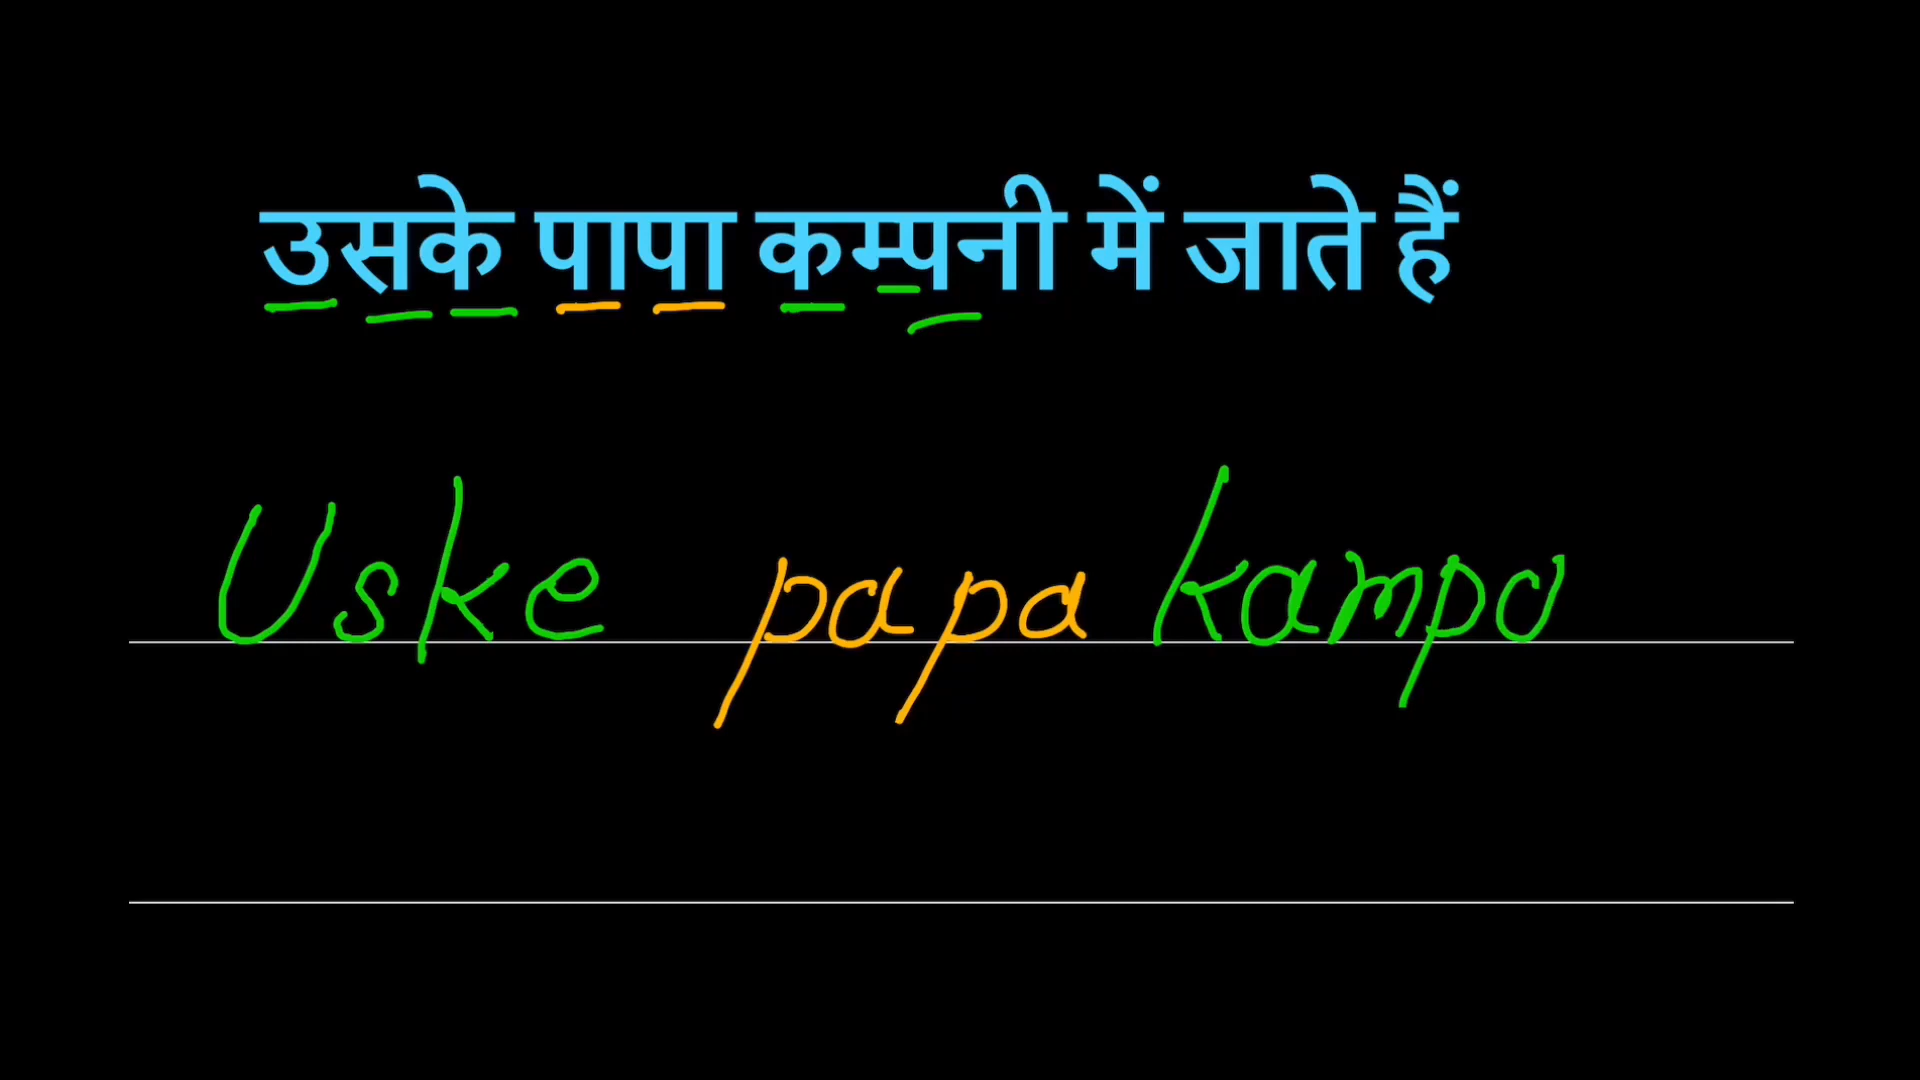 उसके पापा कम्पनी में जाते हैं
Uske papa kampa